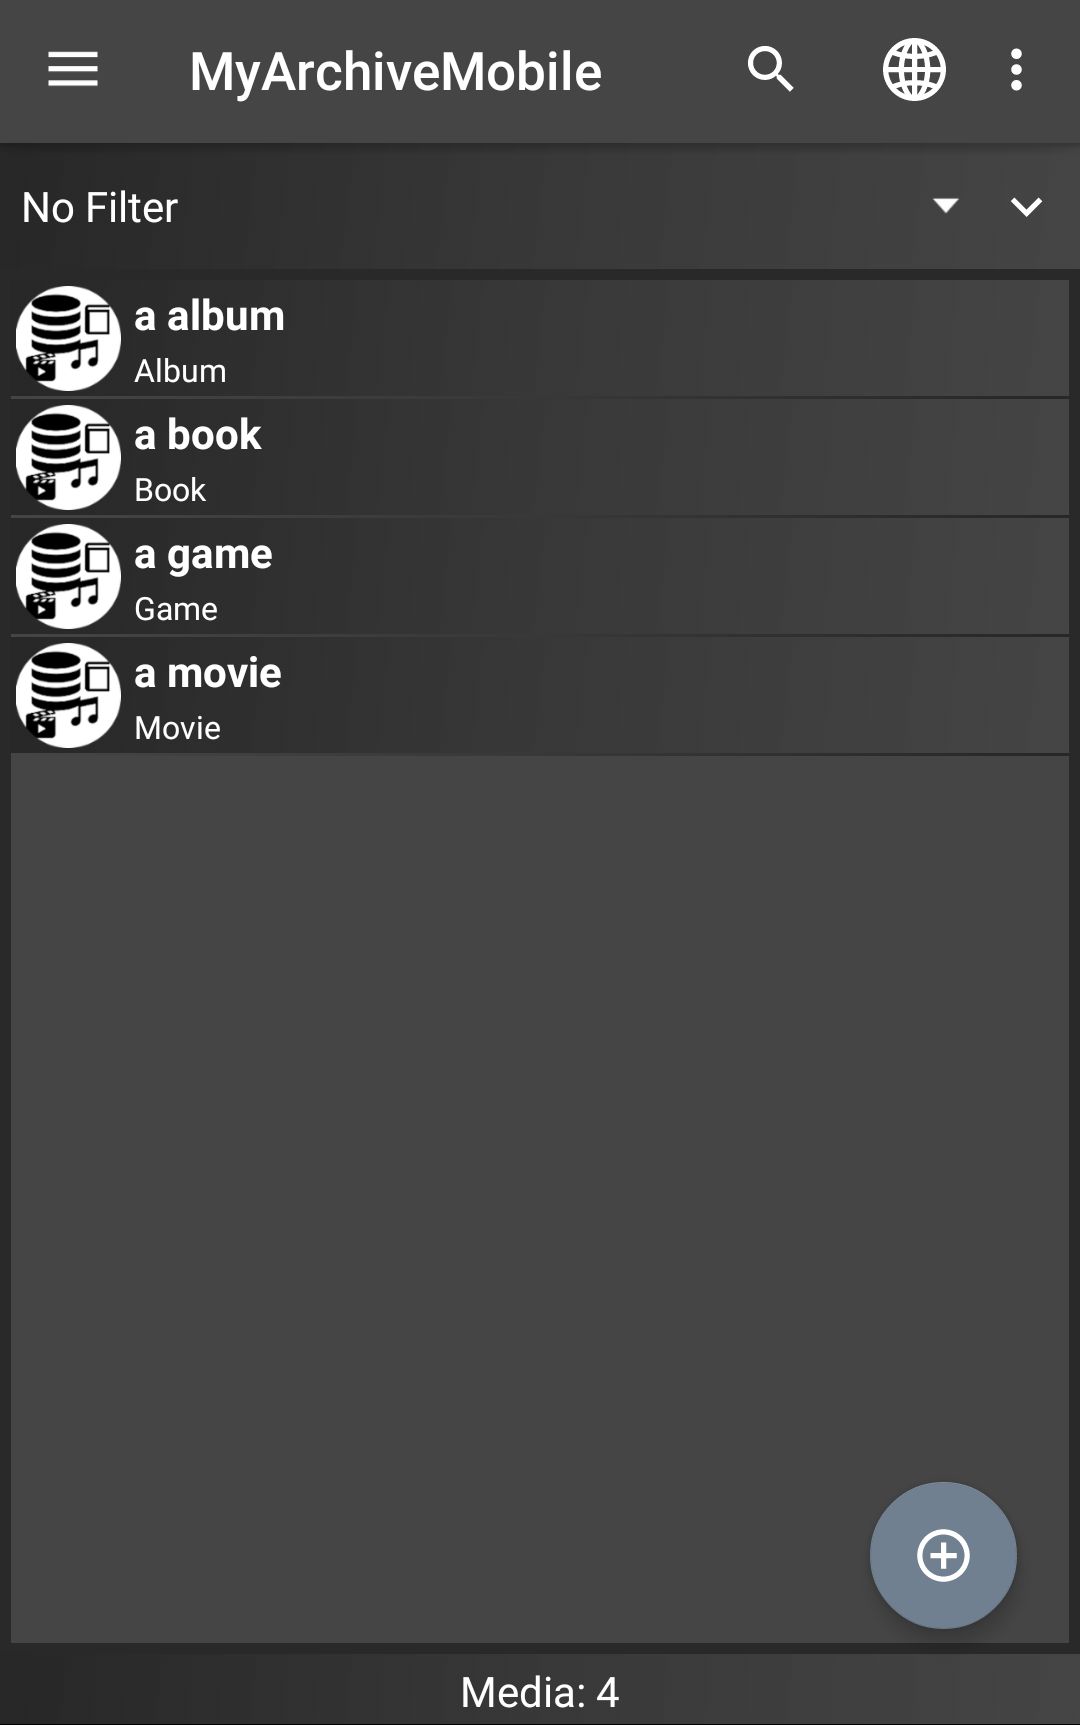 MyArchiveMobile
No Filter
a album
Album
a book
Book
a game
Game
a movie
Movie
Media: 4